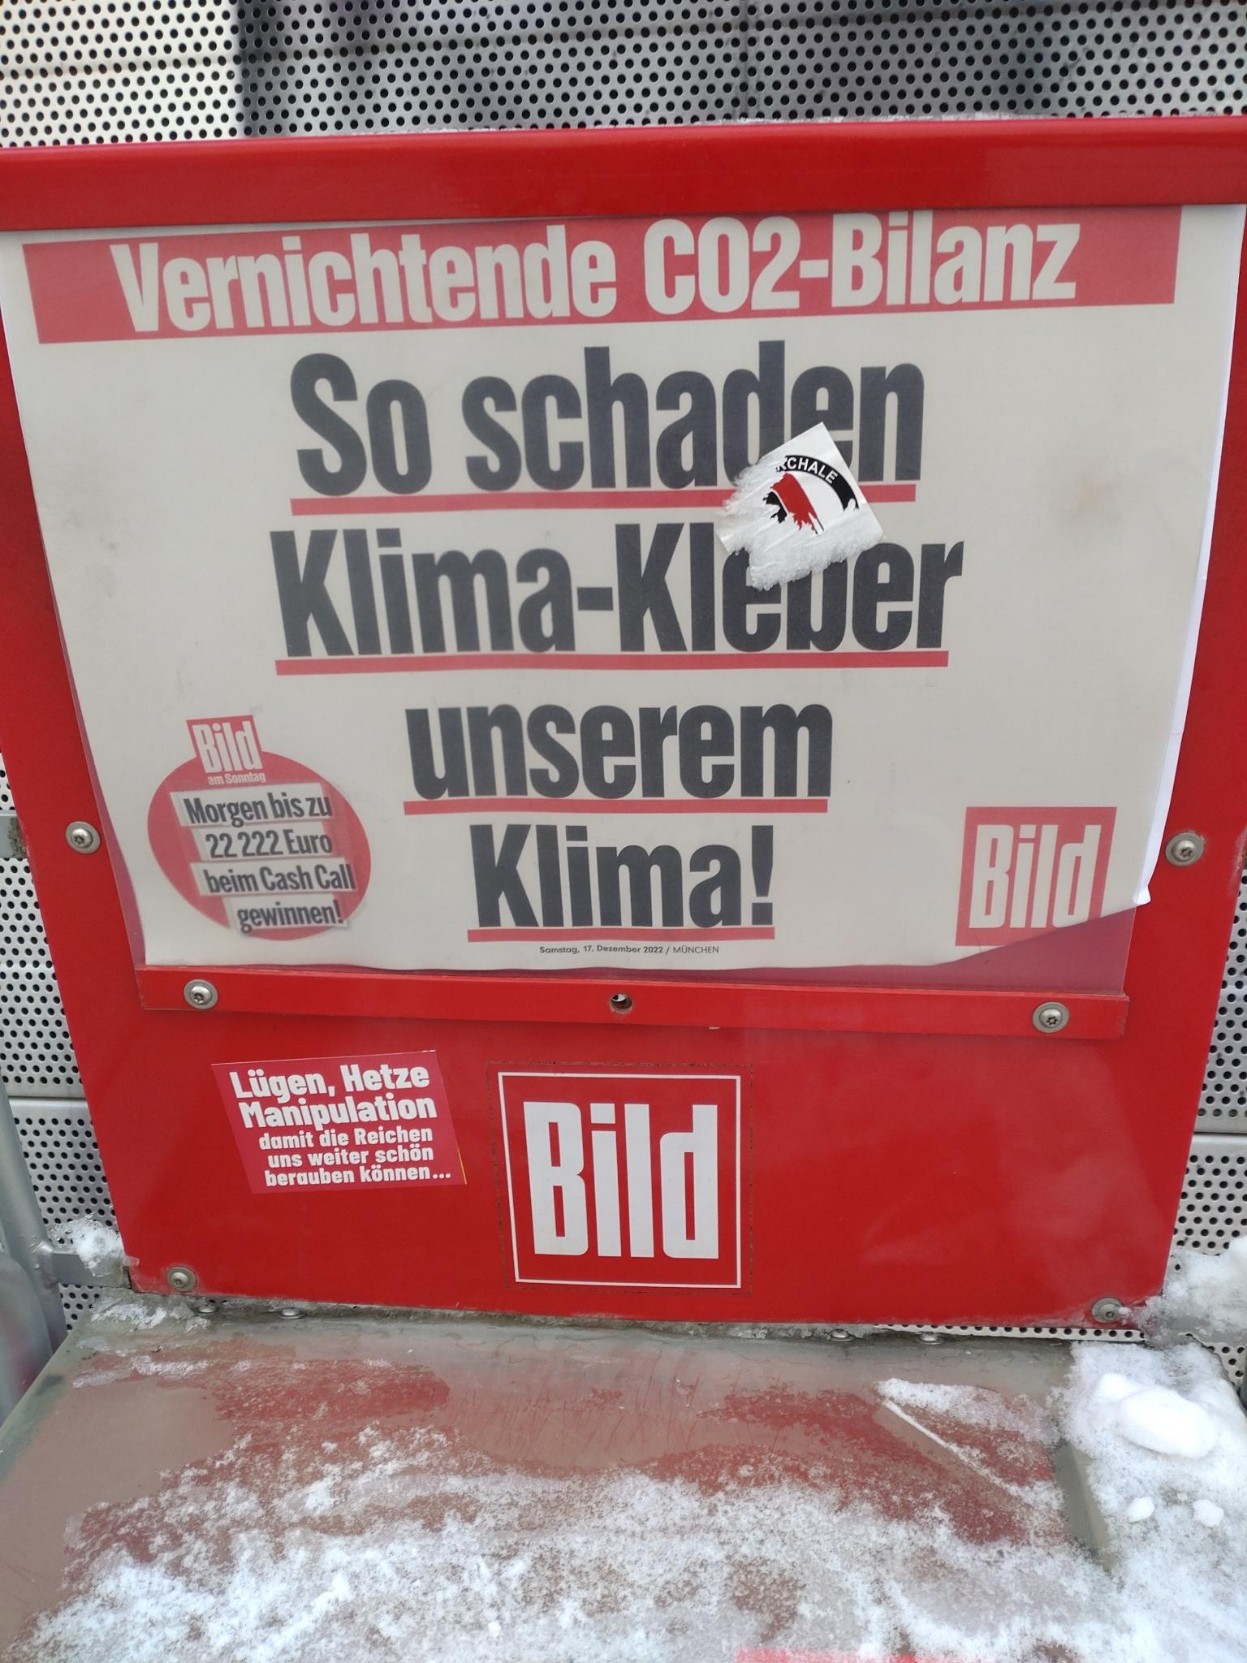 Vernichtende CO2-Bilanz
So schaden
Klima-Kleber
unserem
Klima!
Bild
am Sonntag
Morgen bis zu
22 222 Euro
beim Cash Call
gewinnen!
Bild
Samstag, 17. Dezember 2022 / MÜNCHEN
Lügen, Hetze
Manipulation
damit die Reichen
uns weiter schön
berauben können...
Bild